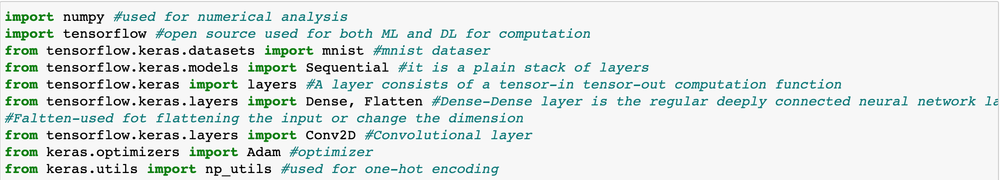 import numpy #used for numerical analysis
import tensorflow #open source used for both ML and DL for computation
from tensorflow.keras.datasets import mnist #mnist dataser
from tensorflow.keras.models import Sequential #it is a plain stack of layers
from tensorflow.keras import layers #A layer consists of a tensor-in tensor-out computation function
from tensorflow.keras.layers import Dense, Flatten #Dense-Dense layer is the regular deeply connected neural network la
#Faltten-used fot flattening the input or change the dimension
from tensorflow.keras.layers import Conv2D #Convolutional layer
from keras.optimizers import Adam #optimizer
from keras.utils import np_utils #used for one-hot encoding